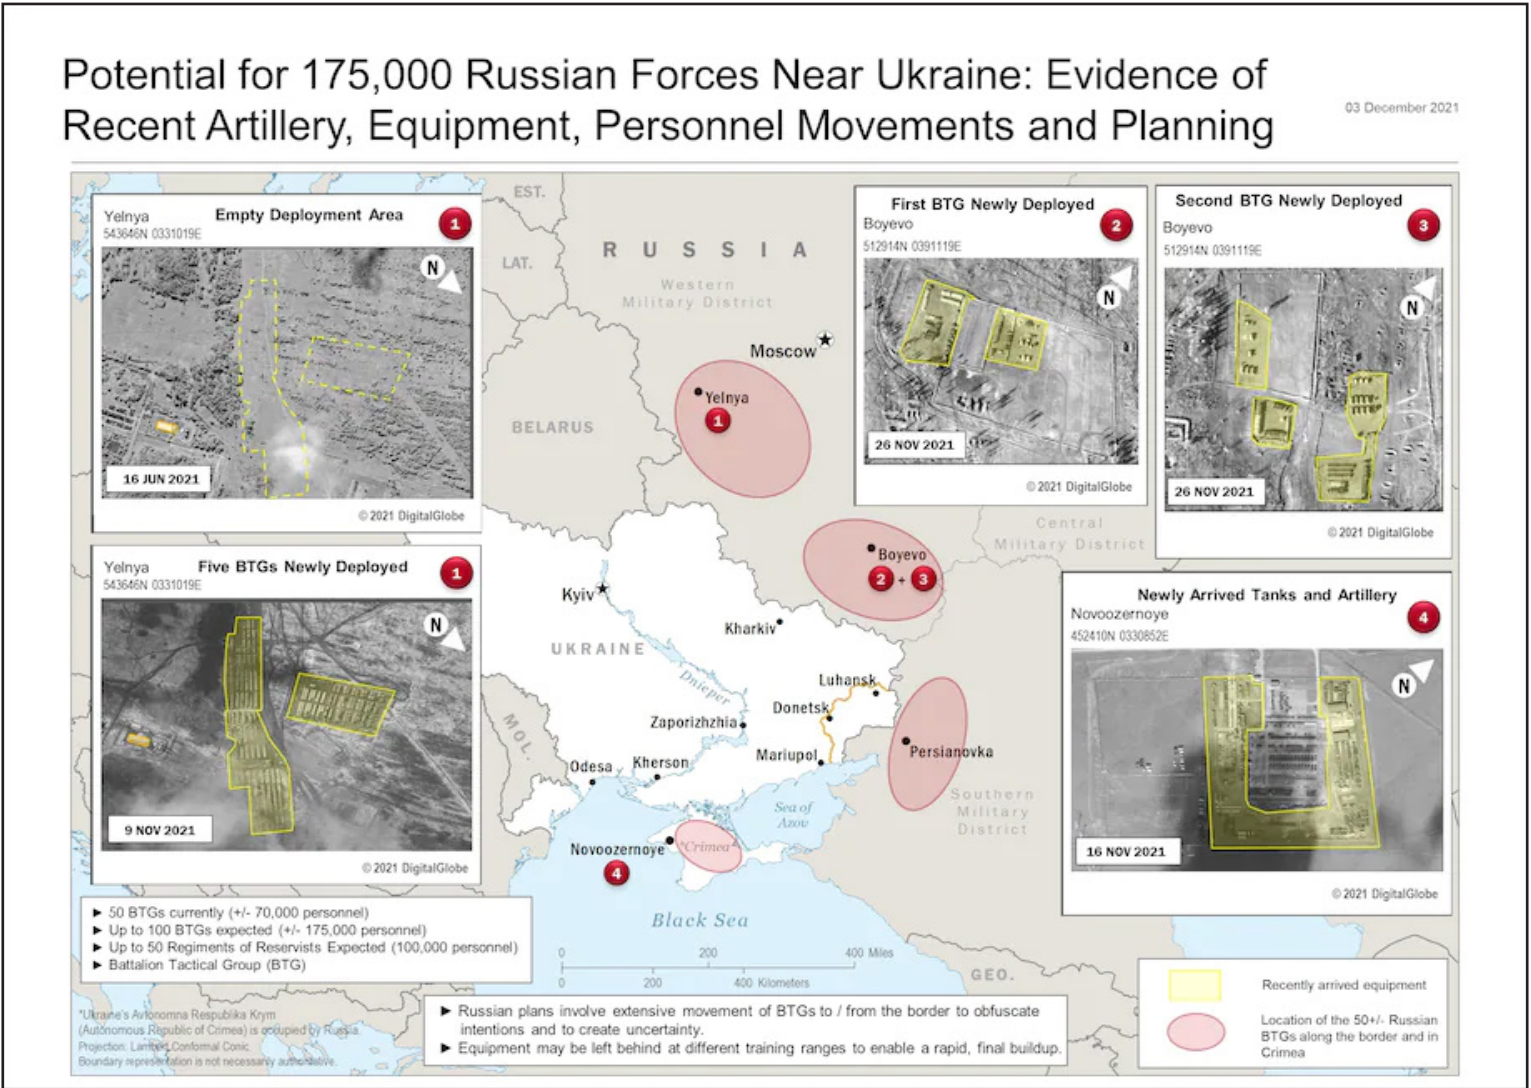 Potential for 175,000 Russian Forces Near Ukraine: Evidence of
Recent Artillery, Equipment, Personnel Movements and Planning
03 December 2021
Yelnya
Empty Deployment Area
1
543646N 0331019E
N
16 JUN 2021
© 2021 DigitalGlobe
Yelnya
Five BTGs Newly Deployed
1
543646N 0331019E
N
9 NOV 2021
© 2021 DigitalGlobe
First BTG Newly Deployed
2
Boyevo
512914N 0391119E
N
26 NOV 2021
© 2021 DigitalGlobe
Second BTG Newly Deployed
3
Boyevo
512914N 0391119E
N
26 NOV 2021
© 2021 DigitalGlobe
Newly Arrived Tanks and Artillery
4
Novoozernoye
452410N 0330852E
N
16 NOV 2021
© 2021 DigitalGlobe
EST.
LAT.
RUSSIA
Western
Military District
Moscow
Yelnya
1
BELARUS
Central
Military District
Boyevo
2 + 3
Kyiv
Kharkiv
UKRAINE
Dnieper
Luhansk
Donetsk
Zaporizhzhia
Mariupol
Persianovka
MOL.
Odesa
Kherson
Sea of
Azov
Southern
Military
District
Novoozernoye
*Crimea
4
Black Sea
0 200 400 Miles
0 200 400 Kilometers
GEO.
► 50 BTGs currently (+/- 70,000 personnel)
► Up to 100 BTGs expected (+/- 175,000 personnel)
► Up to 50 Regiments of Reservists Expected (100,000 personnel)
► Battalion Tactical Group (BTG)
*Ukraine's Avtonomna Respublika Krym
(Autonomous Republic of Crimea) is occupied by Russia.
Projection: Lambert Conformal Conic
Boundary representation is not necessarily authoritative.
► Russian plans involve extensive movement of BTGs to / from the border to obfuscate
intentions and to create uncertainty.
► Equipment may be left behind at different training ranges to enable a rapid, final buildup.
Recently arrived equipment
Location of the 50+/- Russian
BTGs along the border and in
Crimea